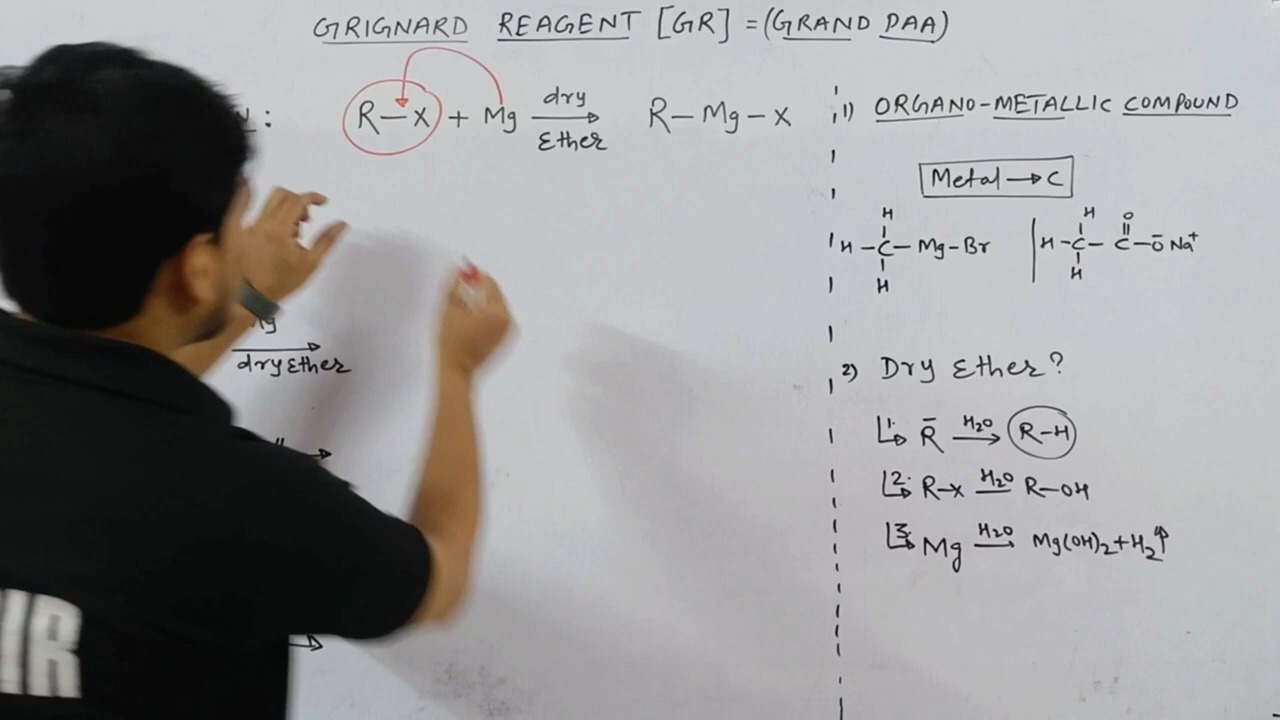 GRIGNARD REAGENT [GR] = (GRAND PAA)
: R—X + Mg dry Ether R—Mg—X
Mg
dry Ether
1) ORGANO-METALLIC COMPOUND
Metal → C
H H O
H—C—Mg—Br | H—C—C—Ō Na⁺
H H
2) Dry Ether?
1. R̄ H₂O → R—H
2. R—X H₂O R—OH
3. Mg H₂O → Mg(OH)₂ + H₂↑
IR